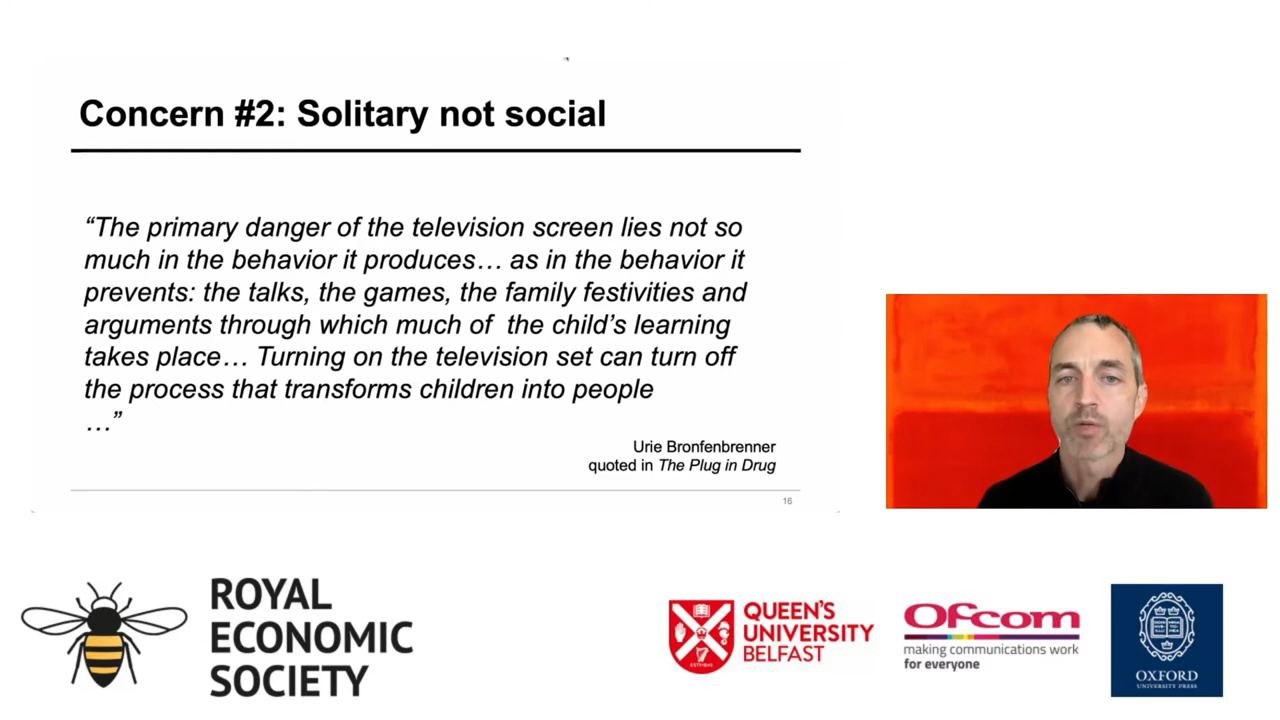 Concern #2: Solitary not social
“The primary danger of the television screen lies not so
much in the behavior it produces… as in the behavior it
prevents: the talks, the games, the family festivities and
arguments through which much of the child’s learning
takes place… Turning on the television set can turn off
the process that transforms children into people
…”
Urie Bronfenbrenner
quoted in The Plug in Drug
16
ROYAL
ECONOMIC
SOCIETY
QUEEN'S
UNIVERSITY
BELFAST
ESTD1845
Ofcom
making communications work
for everyone
OXFORD
UNIVERSITY PRESS